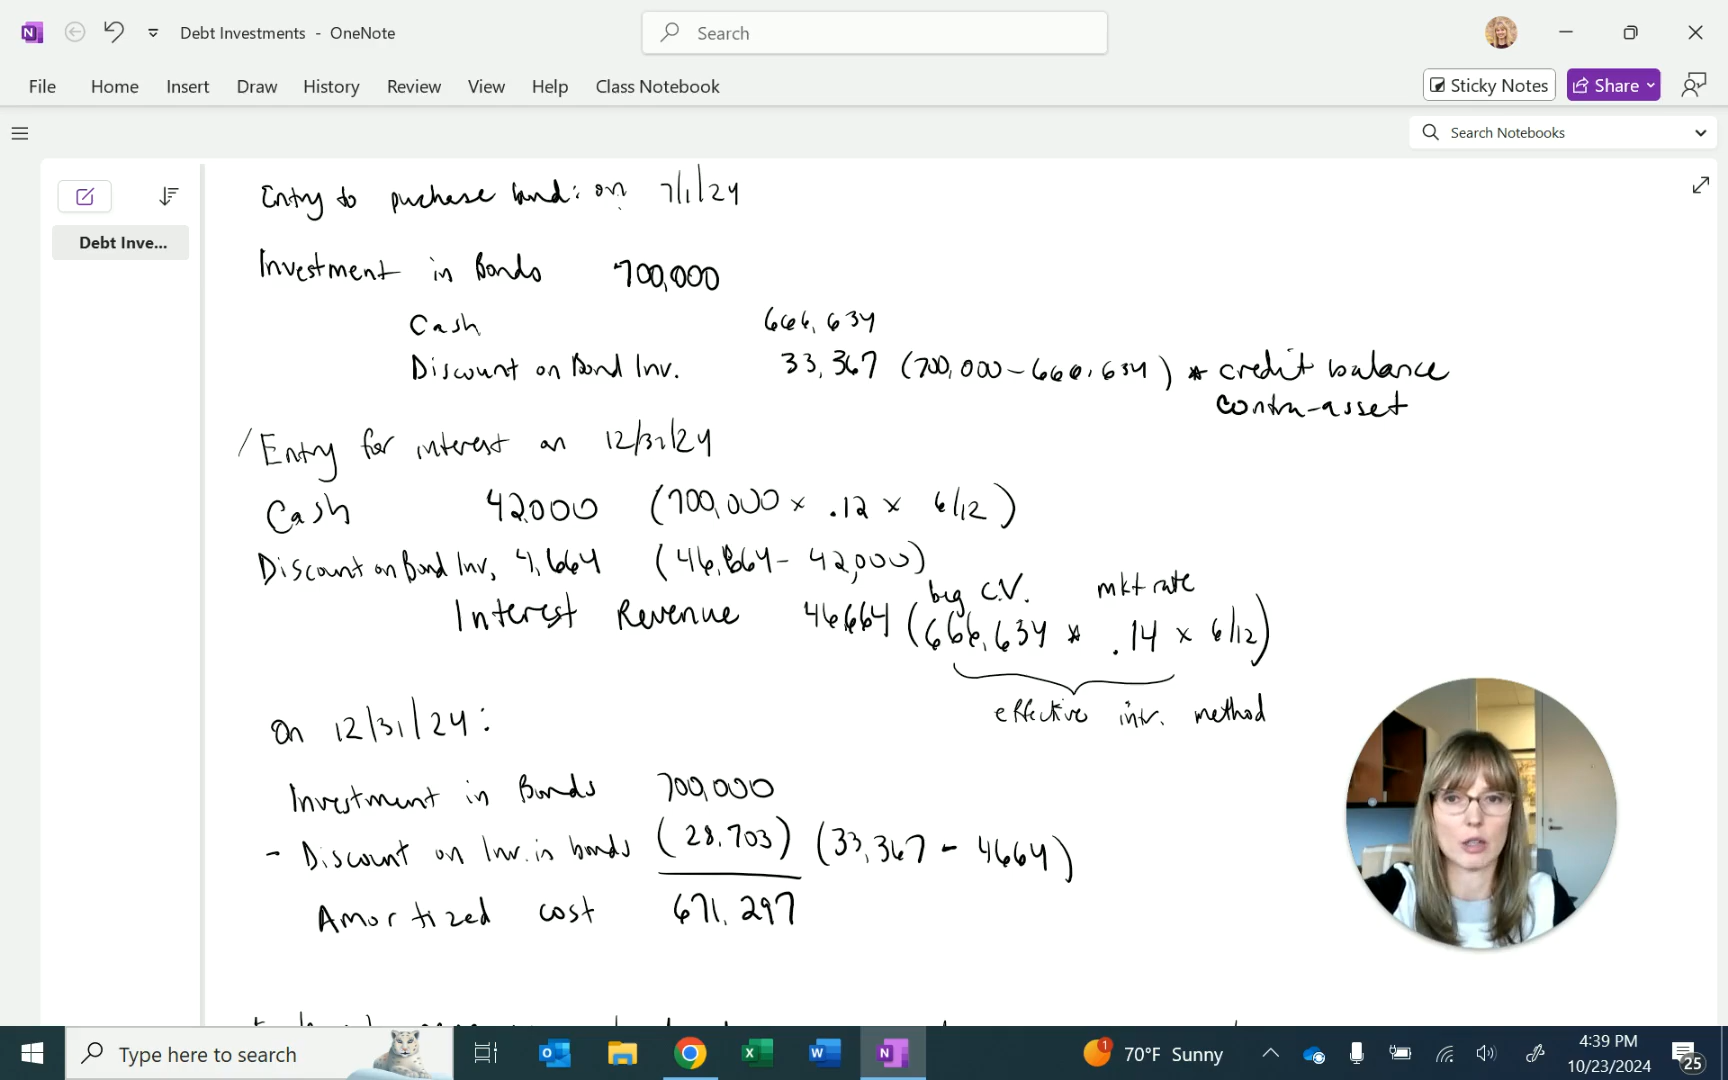 Debt Investments - OneNote
Search
File Home Insert Draw History Review View Help Class Notebook
Sticky Notes Share
Search Notebooks
Debt Inve...
Entry to puchase bond: on 7/1/24
Investment in Bonds 700,000
Cash 666,634
Discount on Bond Inv. 33,367 (700,000 - 666,634) * credit balance
contra-asset
Entry for interest on 12/31/24
Cash 42,000 (700,000 x .12 x 6/12)
Discount on Bond Inv, 4,664 (46,664 - 42,000)
beg C.V. mkt rate
Interest Revenue 46664 (666,634 * .14 x 6/12)
effective intr. method
On 12/31/24:
Investment in Bonds 700,000
- Discount on Inv. in bonds (28,703) (33,367 - 4664)
Amortized cost 671,297
Type here to search
70°F Sunny
4:39 PM
10/23/2024
25